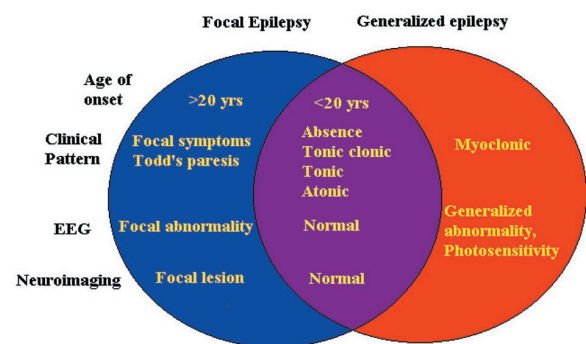 Focal Epilepsy Generalized epilepsy
Age of
onset
>20 yrs <20 yrs
Clinical
Pattern
Focal symptoms
Todd's paresis
Absence
Tonic clonic
Tonic
Atonic
Myoclonic
EEG Focal abnormality Normal
Generalized
abnormality,
Photosensitivity
Neuroimaging Focal lesion Normal